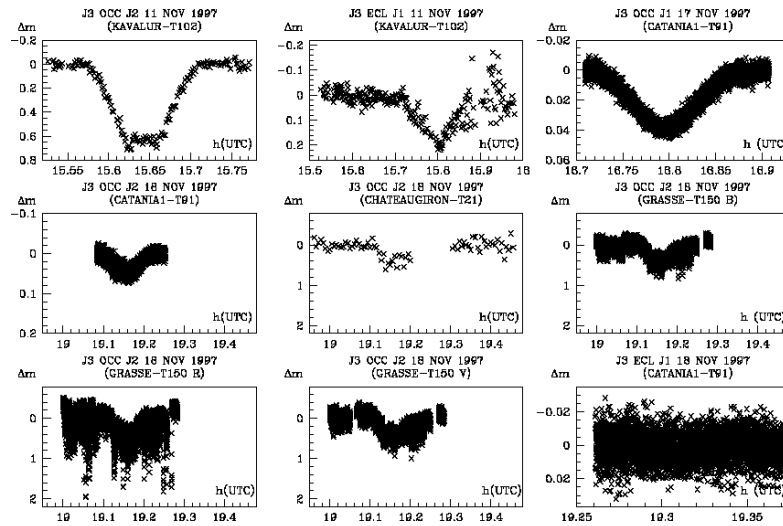 J3 OCC J2 11 NOV 1997
(KAVALUR-T102)
Δm
-0.2
0
0.2
0.4
0.6
0.8
h(UTC)
15.55
15.6
15.65
15.7
15.75
J3 ECL J1 11 NOV 1997
(KAVALUR-T102)
Δm
-0.2
-0.1
0
0.1
0.2
h(UTC)
15.5
15.6
15.7
15.8
15.9
16
J3 OCC J1 17 NOV 1997
(CATANIA1-T91)
Δm
-0.02
0
0.02
0.04
0.06
h (UTC)
16.7
16.75
16.8
16.85
16.9
J3 OCC J2 18 NOV 1997
(CATANIA1-T91)
Δm
-0.1
0
0.1
0.2
h(UTC)
19
19.1
19.2
19.3
19.4
J3 OCC J2 18 NOV 1997
(CHATEAUGIRON-T21)
Δm
0
1
2
h(UTC)
19
19.1
19.2
19.3
19.4
J3 OCC J2 18 NOV 1997
(GRASSE-T150 B)
Δm
0
1
2
h(UTC)
19
19.1
19.2
19.3
19.4
J3 OCC J2 18 NOV 1997
(GRASSE-T150 R)
Δm
0
1
2
h(UTC)
19
19.1
19.2
19.3
19.4
J3 OCC J2 18 NOV 1997
(GRASSE-T150 V)
Δm
0
1
2
h(UTC)
19
19.1
19.2
19.3
19.4
J3 ECL J1 18 NOV 1997
(CATANIA1-T91)
Δm
-0.02
0
0.02
h (UTC)
19.25
19.3
19.35